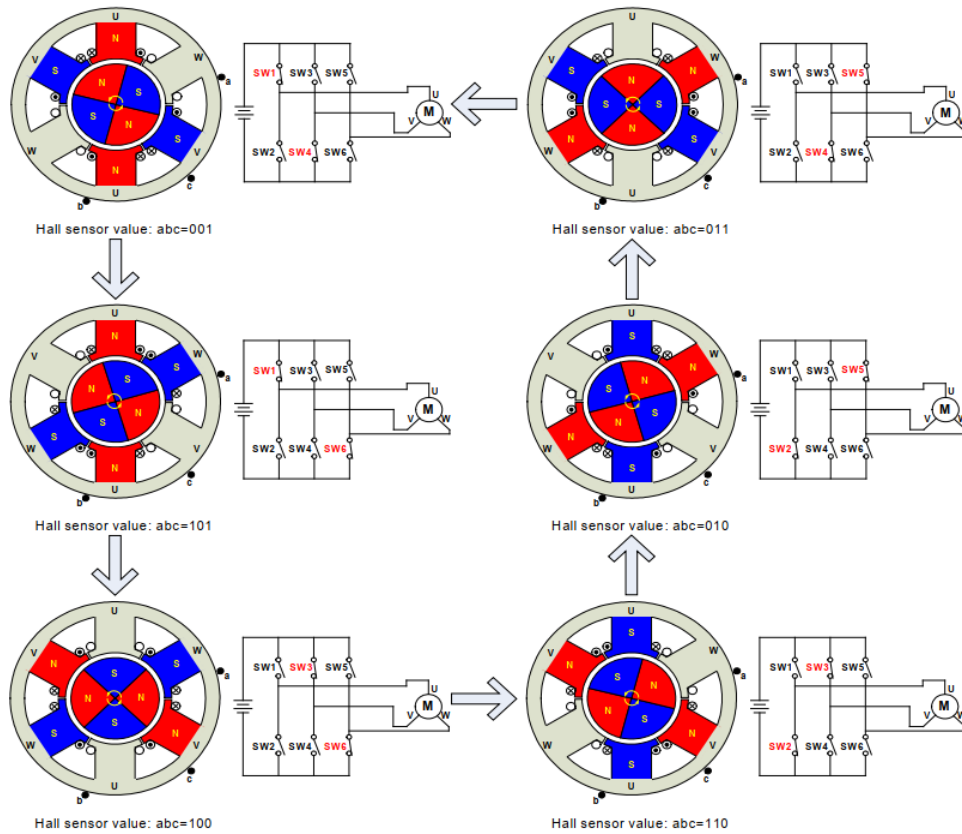 U
V
N
W
S
N
S
a
S
N
S
W
N
V
U
b
c
SW1 SW3 SW5
U
M
V W
SW2 SW4 SW6
Hall sensor value: abc=001
U
V
W
S
N
N
a
S
S
N
N
S
W
V
U
b
c
SW1 SW3 SW5
U
M
V W
SW2 SW4 SW6
Hall sensor value: abc=011
U
N
V
W
S
S
a
N
N
S
S
W
N
V
U
b
c
SW1 SW3 SW5
U
M
V W
SW2 SW4 SW6
Hall sensor value: abc=101
U
S
V
W
N
N
a
S
S
N
N
W
S
V
U
b
c
SW1 SW3 SW5
U
M
V W
SW2 SW4 SW6
Hall sensor value: abc=010
U
V
W
N
S
S
a
N
N
S
S
N
W
V
U
b
c
SW1 SW3 SW5
U
M
V W
SW2 SW4 SW6
Hall sensor value: abc=100
U
S
V
W
N
S
a
N
N
S
N
W
S
V
U
b
c
SW1 SW3 SW5
U
M
V W
SW2 SW4 SW6
Hall sensor value: abc=110